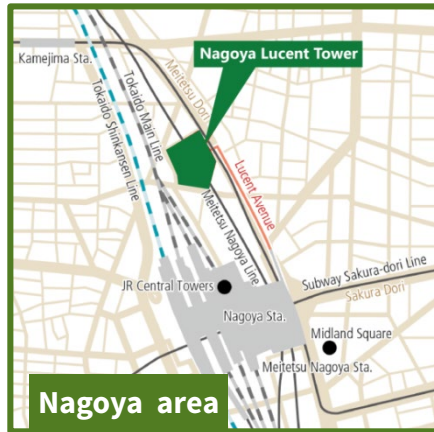 Nagoya Lucent Tower
Kamejima Sta.
Meitetsu Dori
Tokaido Main Line
Tokaido Shinkansen Line
Lucent Avenue
Meitetsu Nagoya Line
Subway Sakura-dori Line
Sakura Dori
JR Central Towers
Nagoya Sta.
Midland Square
Meitetsu Nagoya Sta.
Nagoya area